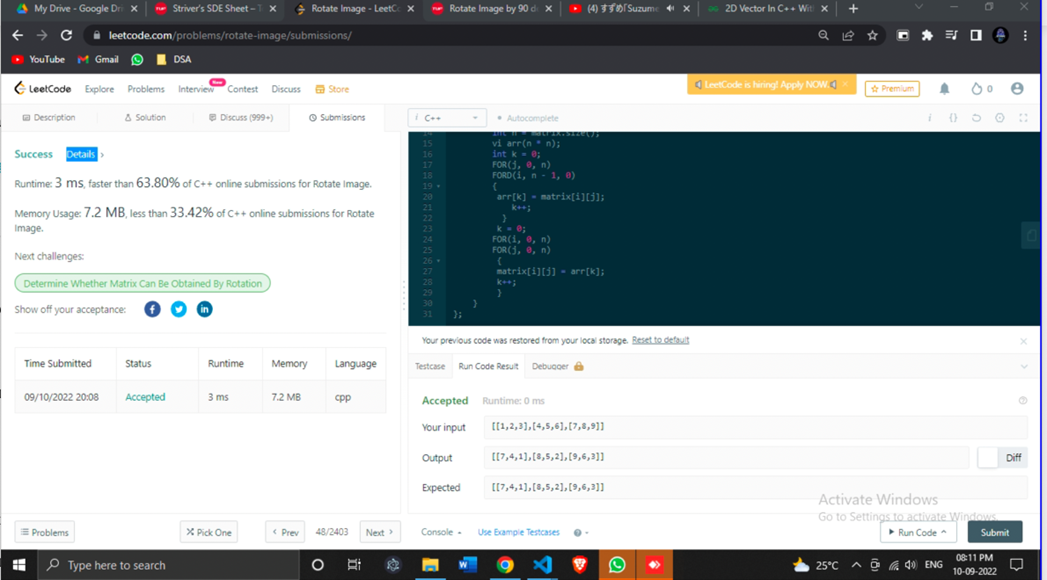 My Drive - Google Dri
Striver's SDE Sheet – T
Rotate Image - LeetCo
Rotate Image by 90 de
(4) すずめ「Suzume
2D Vector In C++ Wit
leetcode.com/problems/rotate-image/submissions/
YouTube
Gmail
DSA
LeetCode
Explore
Problems
Interview
New
Contest
Discuss
Store
LeetCode is hiring! Apply NOW.
Premium
0
Description
Solution
Discuss (999+)
Submissions
i C++
Autocomplete
Success Details ›
Runtime: 3 ms, faster than 63.80% of C++ online submissions for Rotate Image.
Memory Usage: 7.2 MB, less than 33.42% of C++ online submissions for Rotate
Image.
Next challenges:
Determine Whether Matrix Can Be Obtained By Rotation
Show off your acceptance:
Time Submitted Status Runtime Memory Language
09/10/2022 20:08 Accepted 3 ms 7.2 MB cpp
14 int n = matrix.size();
15 vi arr(n * n);
16 int k = 0;
17 FOR(j, 0, n)
18 FORD(i, n - 1, 0)
19 {
20 arr[k] = matrix[i][j];
21 k++;
22 }
23 k = 0;
24 FOR(i, 0, n)
25 FOR(j, 0, n)
26 {
27 matrix[i][j] = arr[k];
28 k++;
29 }
30 }
31 };
Your previous code was restored from your local storage. Reset to default
Testcase
Run Code Result
Debugger
Accepted Runtime: 0 ms
Your input [[1,2,3],[4,5,6],[7,8,9]]
Output [[7,4,1],[8,5,2],[9,6,3]]
Diff
Expected [[7,4,1],[8,5,2],[9,6,3]]
Activate Windows
Go to Settings to activate Windows.
Problems
Pick One
‹ Prev
48/2403
Next ›
Console
Use Example Testcases
Run Code
Submit
Type here to search
25°C
ENG
08:11 PM
10-09-2022